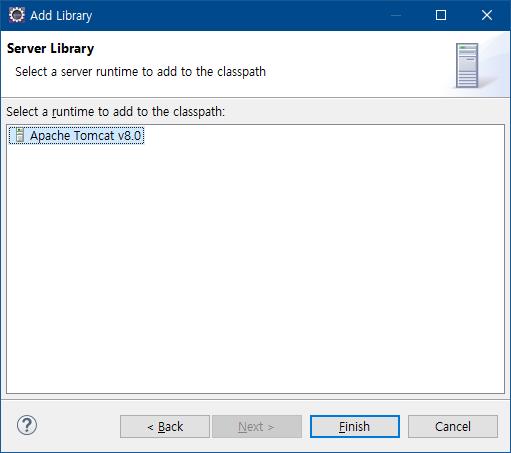 Add Library
Server Library
Select a server runtime to add to the classpath
Select a runtime to add to the classpath:
Apache Tomcat v8.0
? < Back Next > Finish Cancel